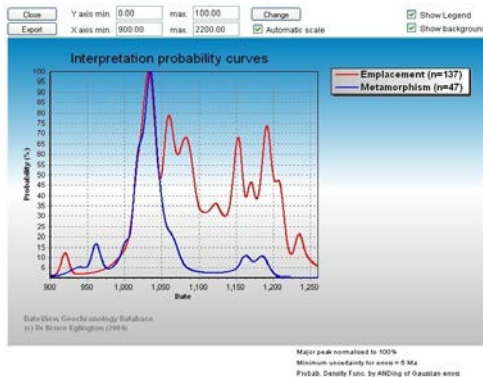 Close Y axis min. 0.00 max. 100.00 Change Show Legend
Export X axis min. 900.00 max. 2200.00 Automatic scale Show background
Interpretation probability curves
Emplacement (n=137)
Metamorphism (n=47)
Probability (%)
100
95
90
85
80
75
70
65
60
55
50
45
40
35
30
25
20
15
10
5
900 950 1,000 1,050 1,100 1,150 1,200 1,250
Date
DateView Geochronology Database
(c) Dr Bruce Eglington (2004)
Major peak normalised to 100%
Minimum uncertainty for errors = 5 Ma
Probab. Density Func. by ANDing of Gaussian errors